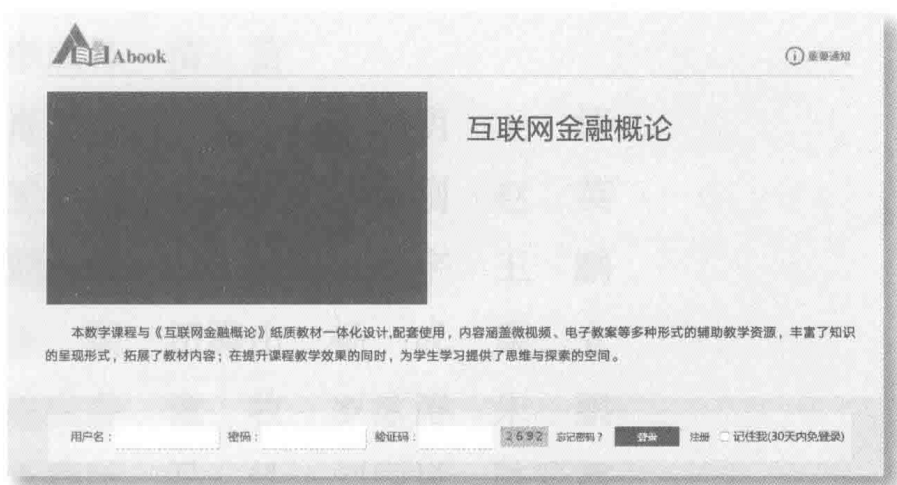 Abook
重要通知
互联网金融概论
本数字课程与《互联网金融概论》纸质教材一体化设计,配套使用，内容涵盖微视频、电子教案等多种形式的辅助教学资源，丰富了知识
的呈现形式，拓展了教材内容；在提升课程教学效果的同时，为学生学习提供了思维与探索的空间。
用户名： 密码： 验证码： 2692 忘记密码？ 登录 注册 记住我(30天内免登录)